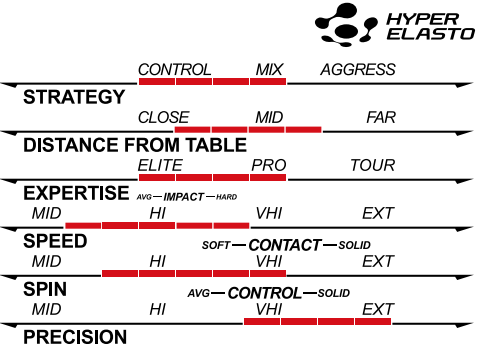 HYPER
ELASTO
CONTROL MIX AGGRESS
STRATEGY
CLOSE MID FAR
DISTANCE FROM TABLE
ELITE PRO TOUR
EXPERTISE AVG—IMPACT—HARD
MID HI VHI EXT
SPEED SOFT—CONTACT—SOLID
MID HI VHI EXT
SPIN AVG—CONTROL—SOLID
MID HI VHI EXT
PRECISION